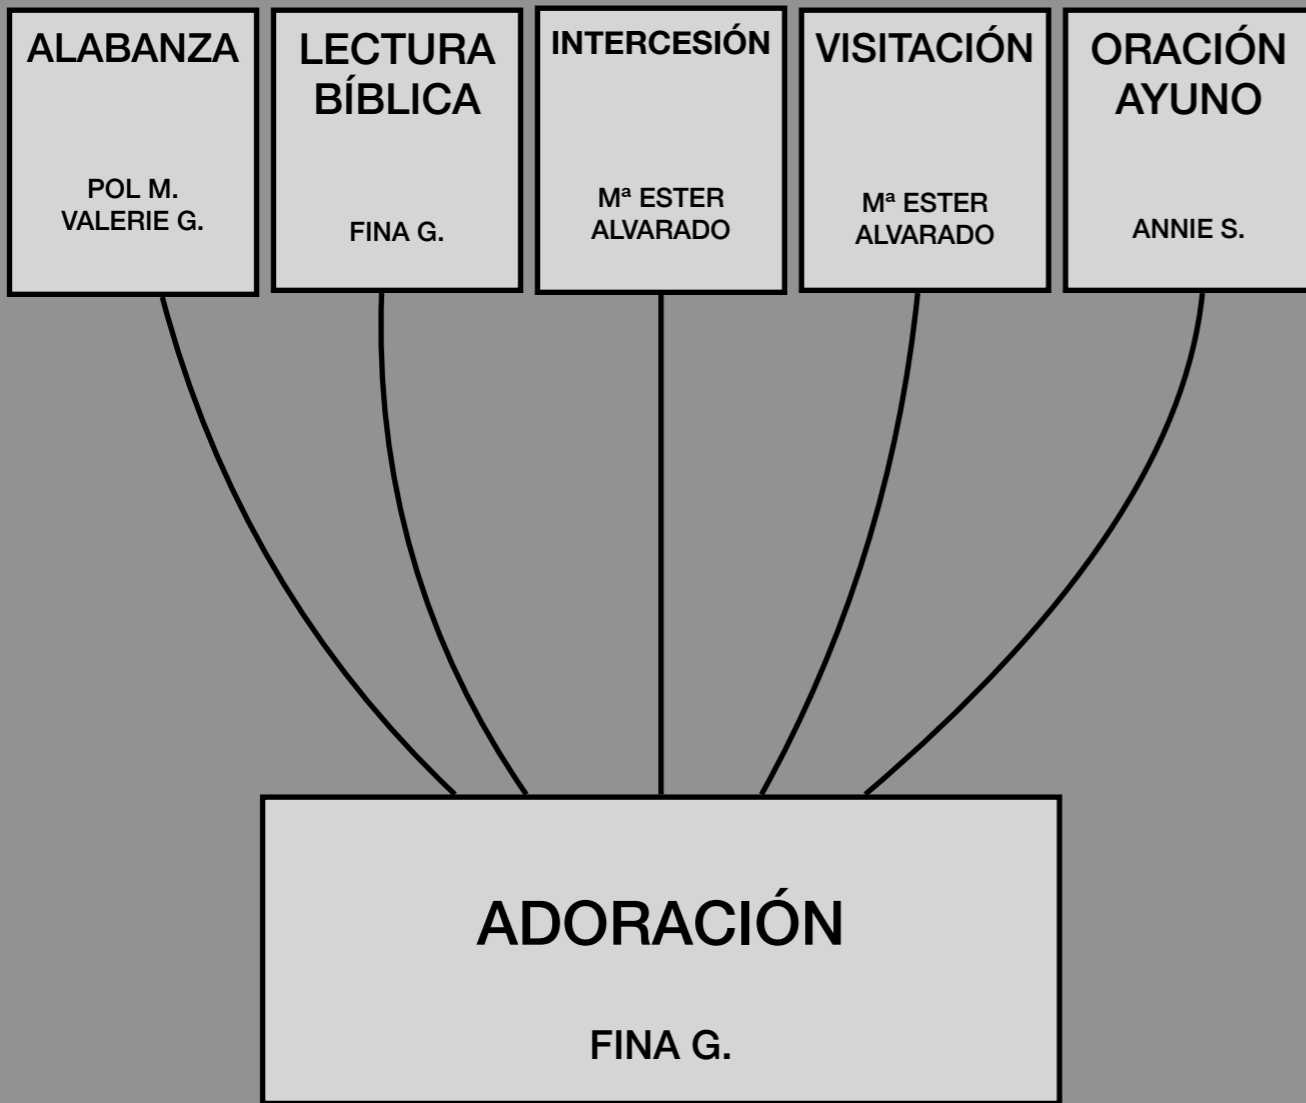 ALABANZA
POL M.
VALERIE G.
LECTURA
BÍBLICA
FINA G.
INTERCESIÓN
Mª ESTER
ALVARADO
VISITACIÓN
Mª ESTER
ALVARADO
ORACIÓN
AYUNO
ANNIE S.
ADORACIÓN
FINA G.